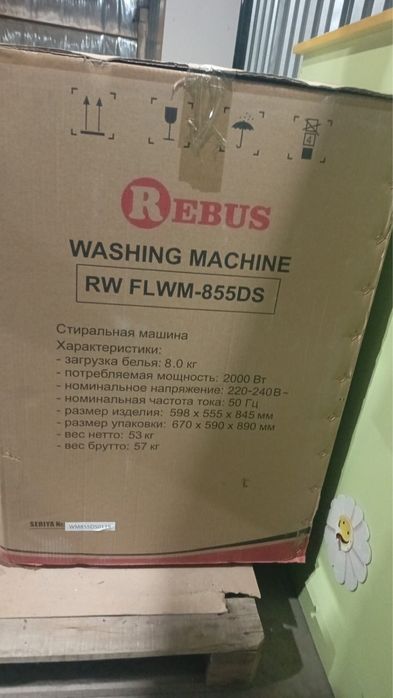 4
REBUS
WASHING MACHINE
RW FLWM-855DS
Стиральная машина
Характеристики:
- загрузка белья: 8.0 кг
- потребляемая мощность: 2000 Вт
- номинальное напряжение: 220-240В~
- номинальная частота тока: 50 Гц
- размер изделия: 598 x 555 x 845 мм
- размер упаковки: 670 x 590 x 890 мм
- вес нетто: 53 кг
- вес брутто: 57 кг
SERIYA №: